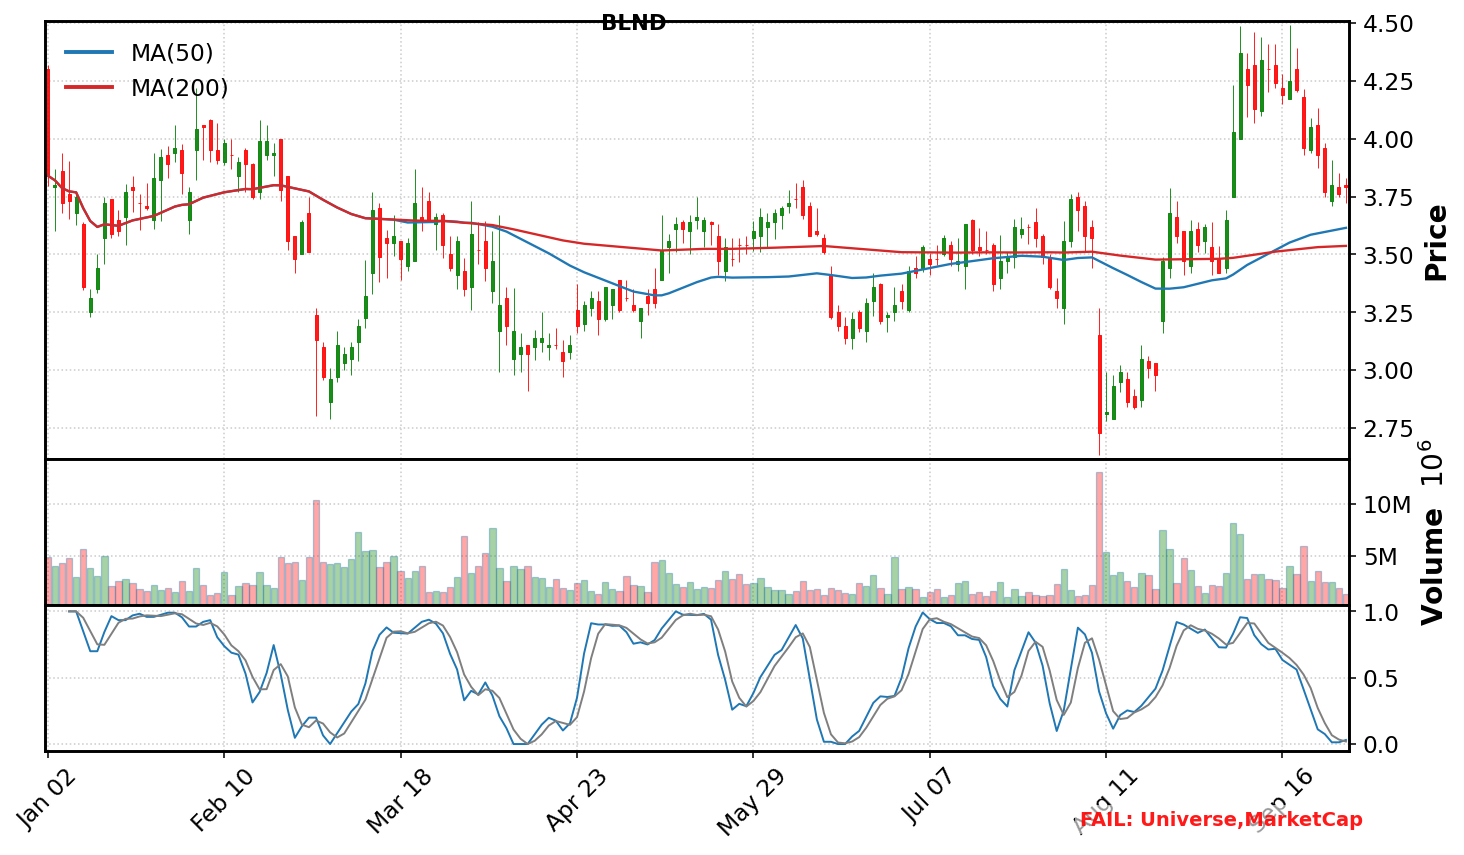 BLND
MA(50)
MA(200)
4.50
4.25
4.00
3.75
3.50
3.25
3.00
2.75
Price
10M
5M
Volume 10^6
1.0
0.5
0.0
Jan 02
Feb 10
Mar 18
Apr 23
May 29
Jul 07
Aug 11
Sep 16
FAIL: Universe,MarketCap